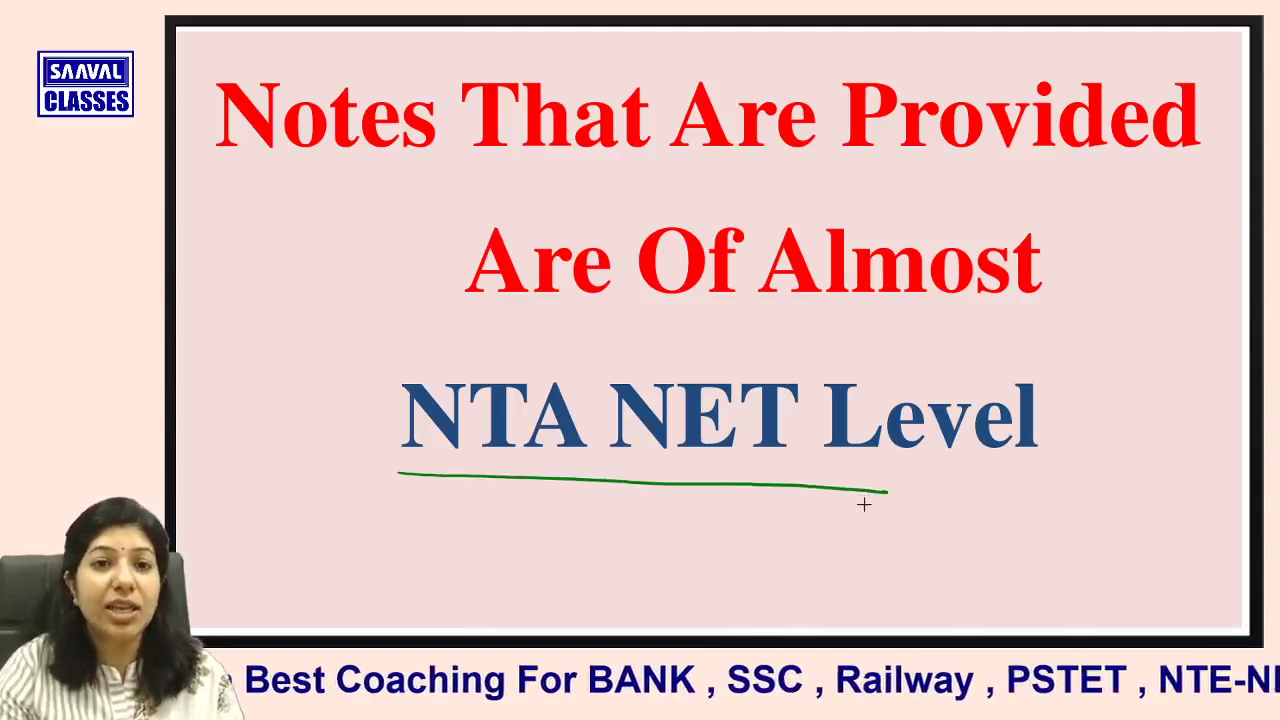 SAAVAL
CLASSES
Notes That Are Provided
Are Of Almost
NTA NET Level
Best Coaching For BANK , SSC , Railway , PSTET ,